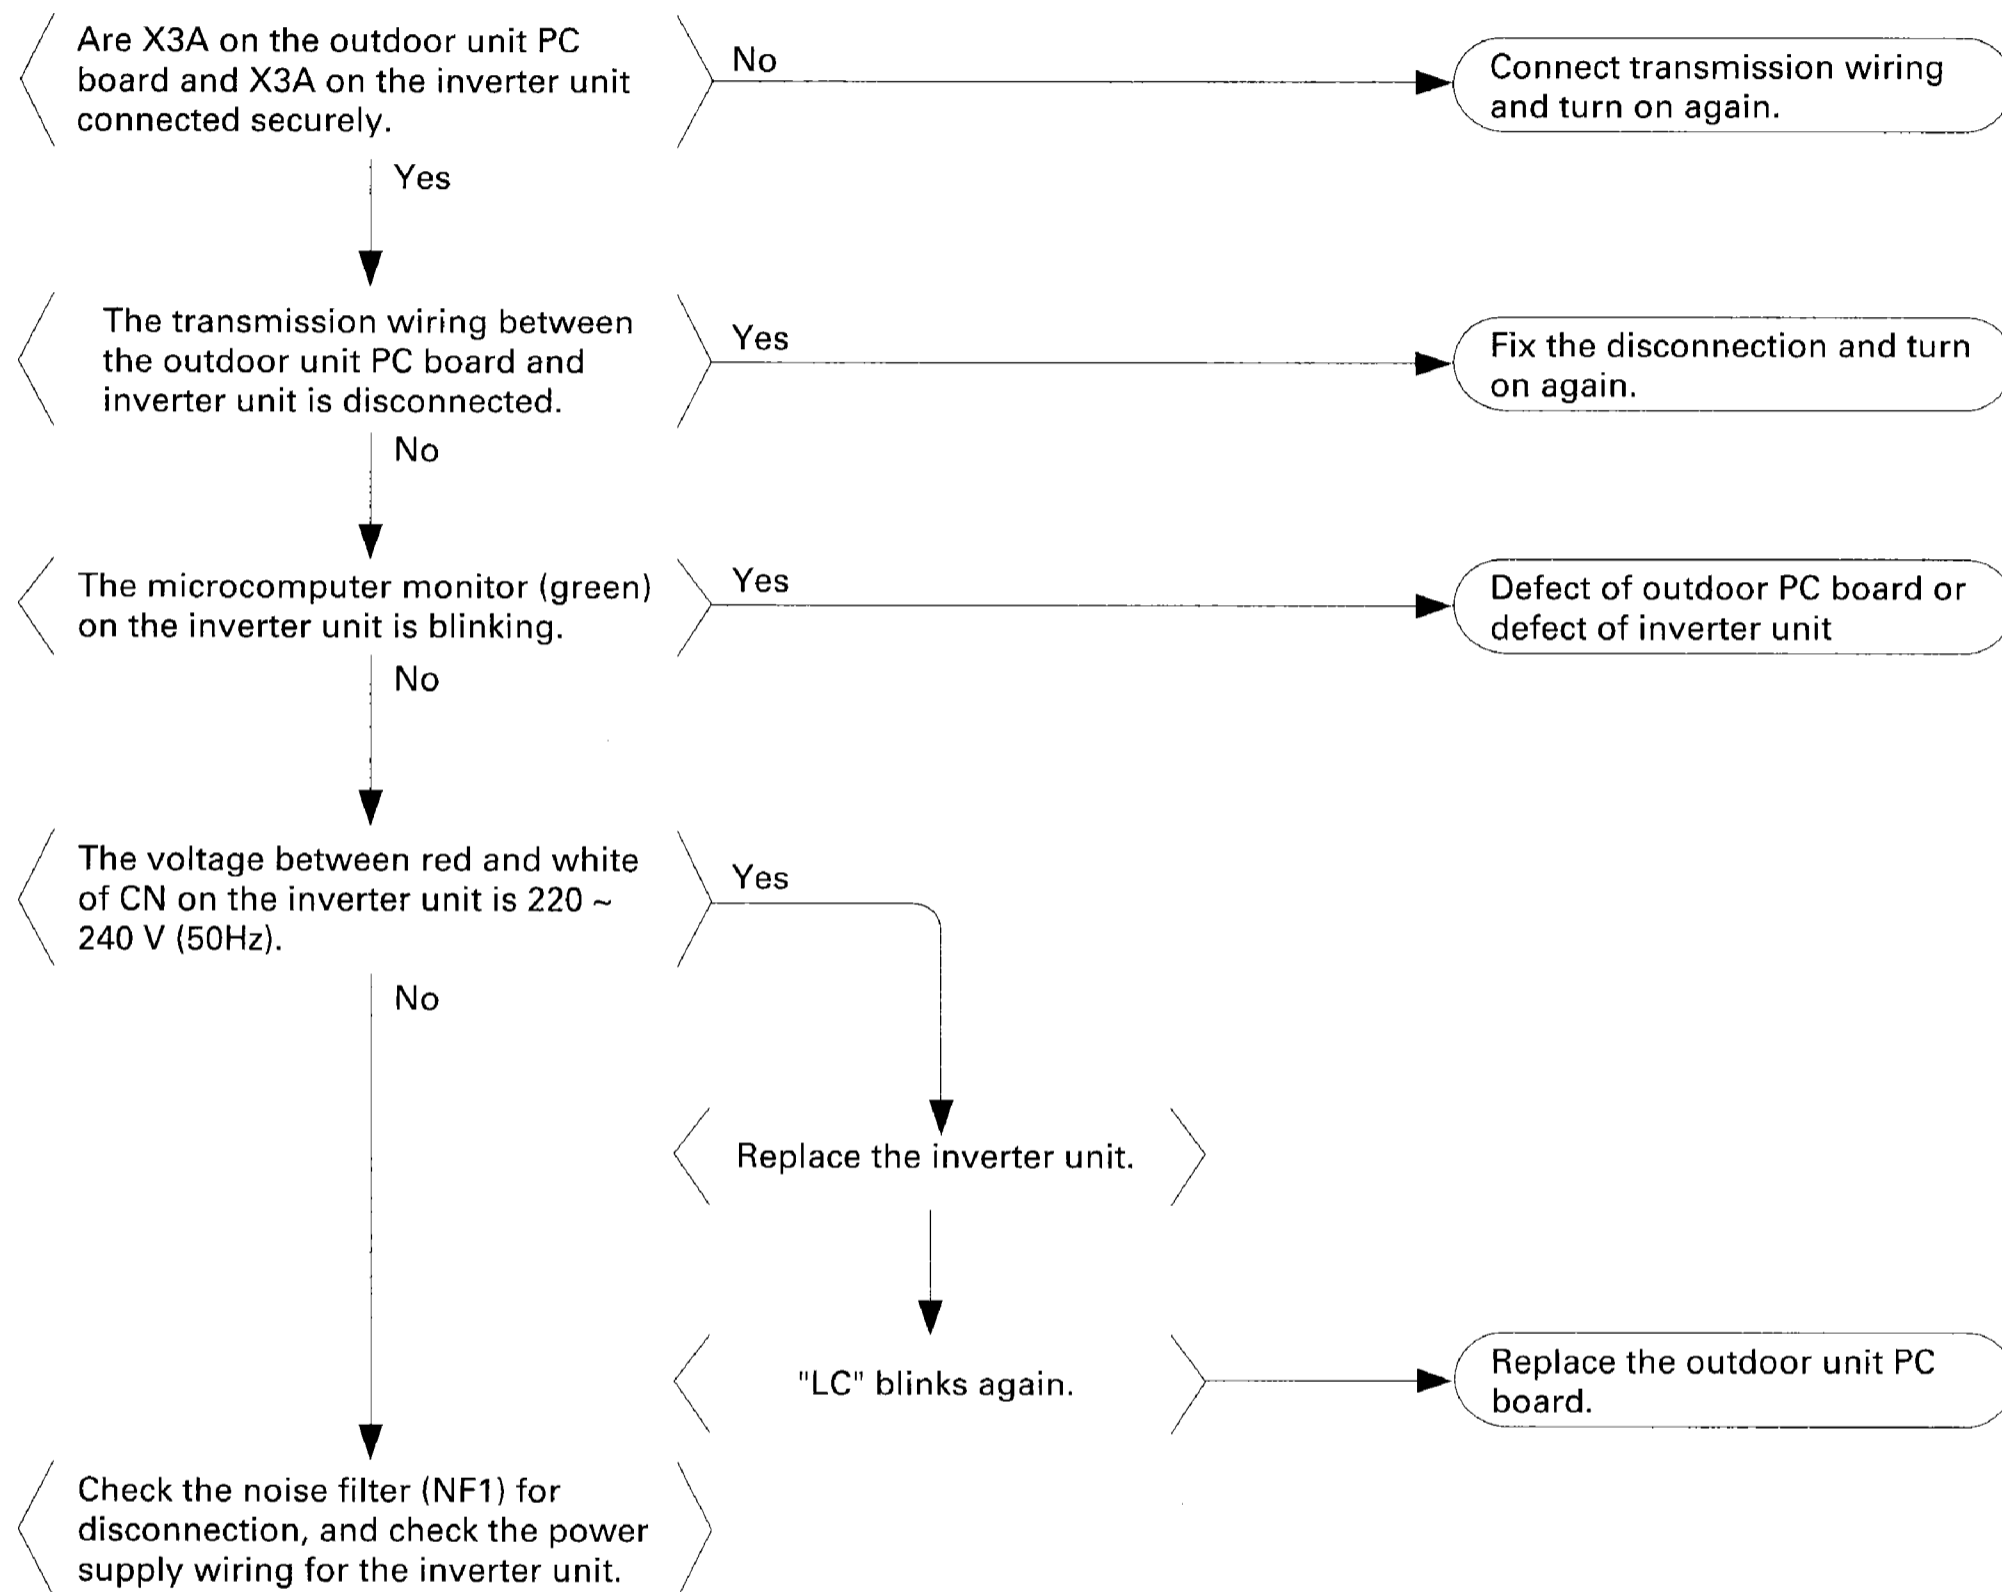 Are X3A on the outdoor unit PC
board and X3A on the inverter unit
connected securely.
No
Connect transmission wiring
and turn on again.
Yes
The transmission wiring between
the outdoor unit PC board and
inverter unit is disconnected.
Yes
Fix the disconnection and turn
on again.
No
The microcomputer monitor (green)
on the inverter unit is blinking.
Yes
Defect of outdoor PC board or
defect of inverter unit
No
The voltage between red and white
of CN on the inverter unit is 220 ~
240 V (50Hz).
Yes
No
Replace the inverter unit.
"LC" blinks again.
Replace the outdoor unit PC
board.
Check the noise filter (NF1) for
disconnection, and check the power
supply wiring for the inverter unit.